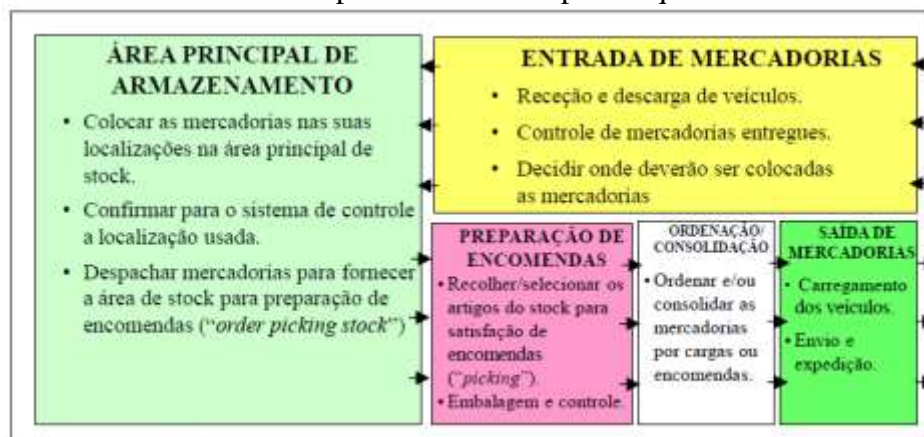 ÁREA PRINCIPAL DE
ARMAZENAMENTO
• Colocar as mercadorias nas suas
localizações na área principal de
stock.
• Confirmar para o sistema de controle
a localização usada.
• Despachar mercadorias para fornecer
a área de stock para preparação de
encomendas (“order picking stock”)
ENTRADA DE MERCADORIAS
• Receção e descarga de veículos.
• Controle de mercadorias entregues.
• Decidir onde deverão ser colocadas
as mercadorias
PREPARAÇÃO DE
ENCOMENDAS
• Recolher/selecionar os
artigos do stock para
satisfação de
encomendas
(“picking”).
• Embalagem e controle.
ORDENAÇÃO/
CONSOLIDAÇÃO
• Ordenar e/ou
consolidar as
mercadorias
por cargas ou
encomendas.
SAÍDA DE
MERCADORIAS
• Carregamento
dos veículos.
• Envio e
expedição.